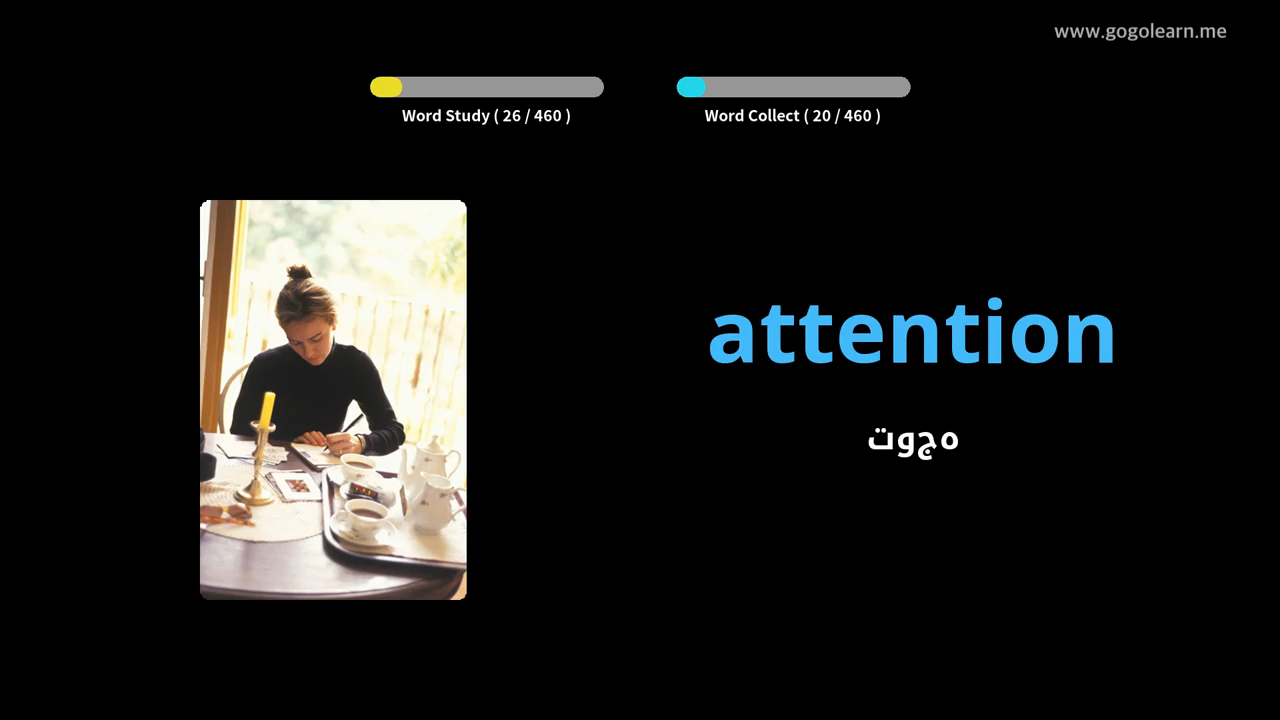 www.gogolearn.me
Word Study ( 26 / 460 )
Word Collect ( 20 / 460 )
attention
توجه